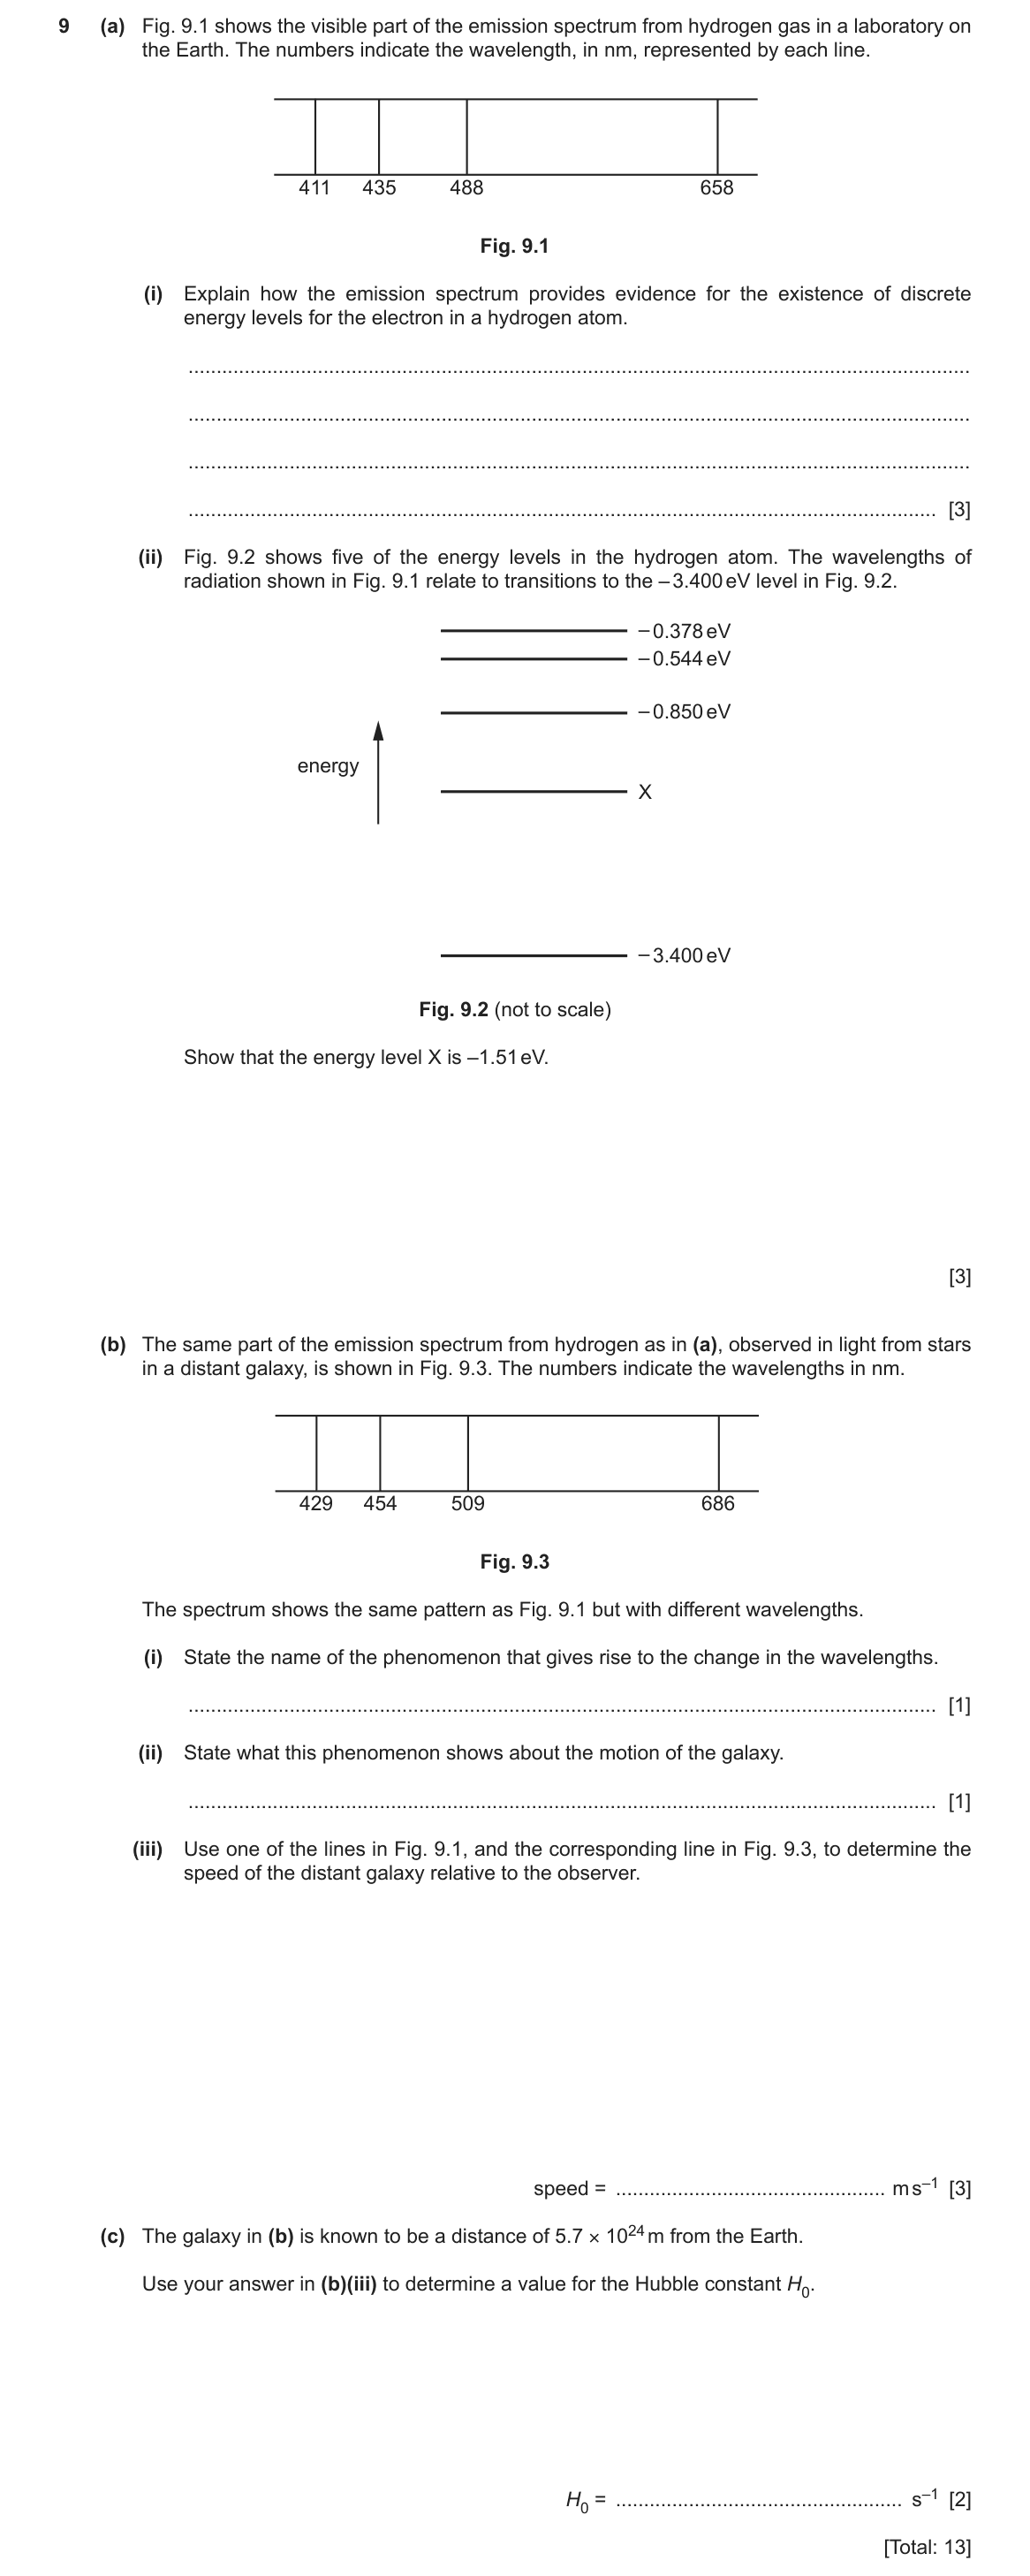 9 (a) Fig. 9.1 shows the visible part of the emission spectrum from hydrogen gas in a laboratory on
the Earth. The numbers indicate the wavelength, in nm, represented by each line.
411 435 488 658
Fig. 9.1
(i) Explain how the emission spectrum provides evidence for the existence of discrete
energy levels for the electron in a hydrogen atom.
..........................................................................................................................................
..........................................................................................................................................
..........................................................................................................................................
.................................................................................................................................... [3]
(ii) Fig. 9.2 shows five of the energy levels in the hydrogen atom. The wavelengths of
radiation shown in Fig. 9.1 relate to transitions to the –3.400 eV level in Fig. 9.2.
–0.378 eV
–0.544 eV
–0.850 eV
energy
X
–3.400 eV
Fig. 9.2 (not to scale)
Show that the energy level X is –1.51 eV.
[3]
(b) The same part of the emission spectrum from hydrogen as in (a), observed in light from stars
in a distant galaxy, is shown in Fig. 9.3. The numbers indicate the wavelengths in nm.
429 454 509 686
Fig. 9.3
The spectrum shows the same pattern as Fig. 9.1 but with different wavelengths.
(i) State the name of the phenomenon that gives rise to the change in the wavelengths.
.................................................................................................................................... [1]
(ii) State what this phenomenon shows about the motion of the galaxy.
.................................................................................................................................... [1]
(iii) Use one of the lines in Fig. 9.1, and the corresponding line in Fig. 9.3, to determine the
speed of the distant galaxy relative to the observer.
speed = ................................................ m s⁻¹ [3]
(c) The galaxy in (b) is known to be a distance of 5.7 × 10²⁴ m from the Earth.
Use your answer in (b)(iii) to determine a value for the Hubble constant H₀.
H₀ = ................................................... s⁻¹ [2]
[Total: 13]